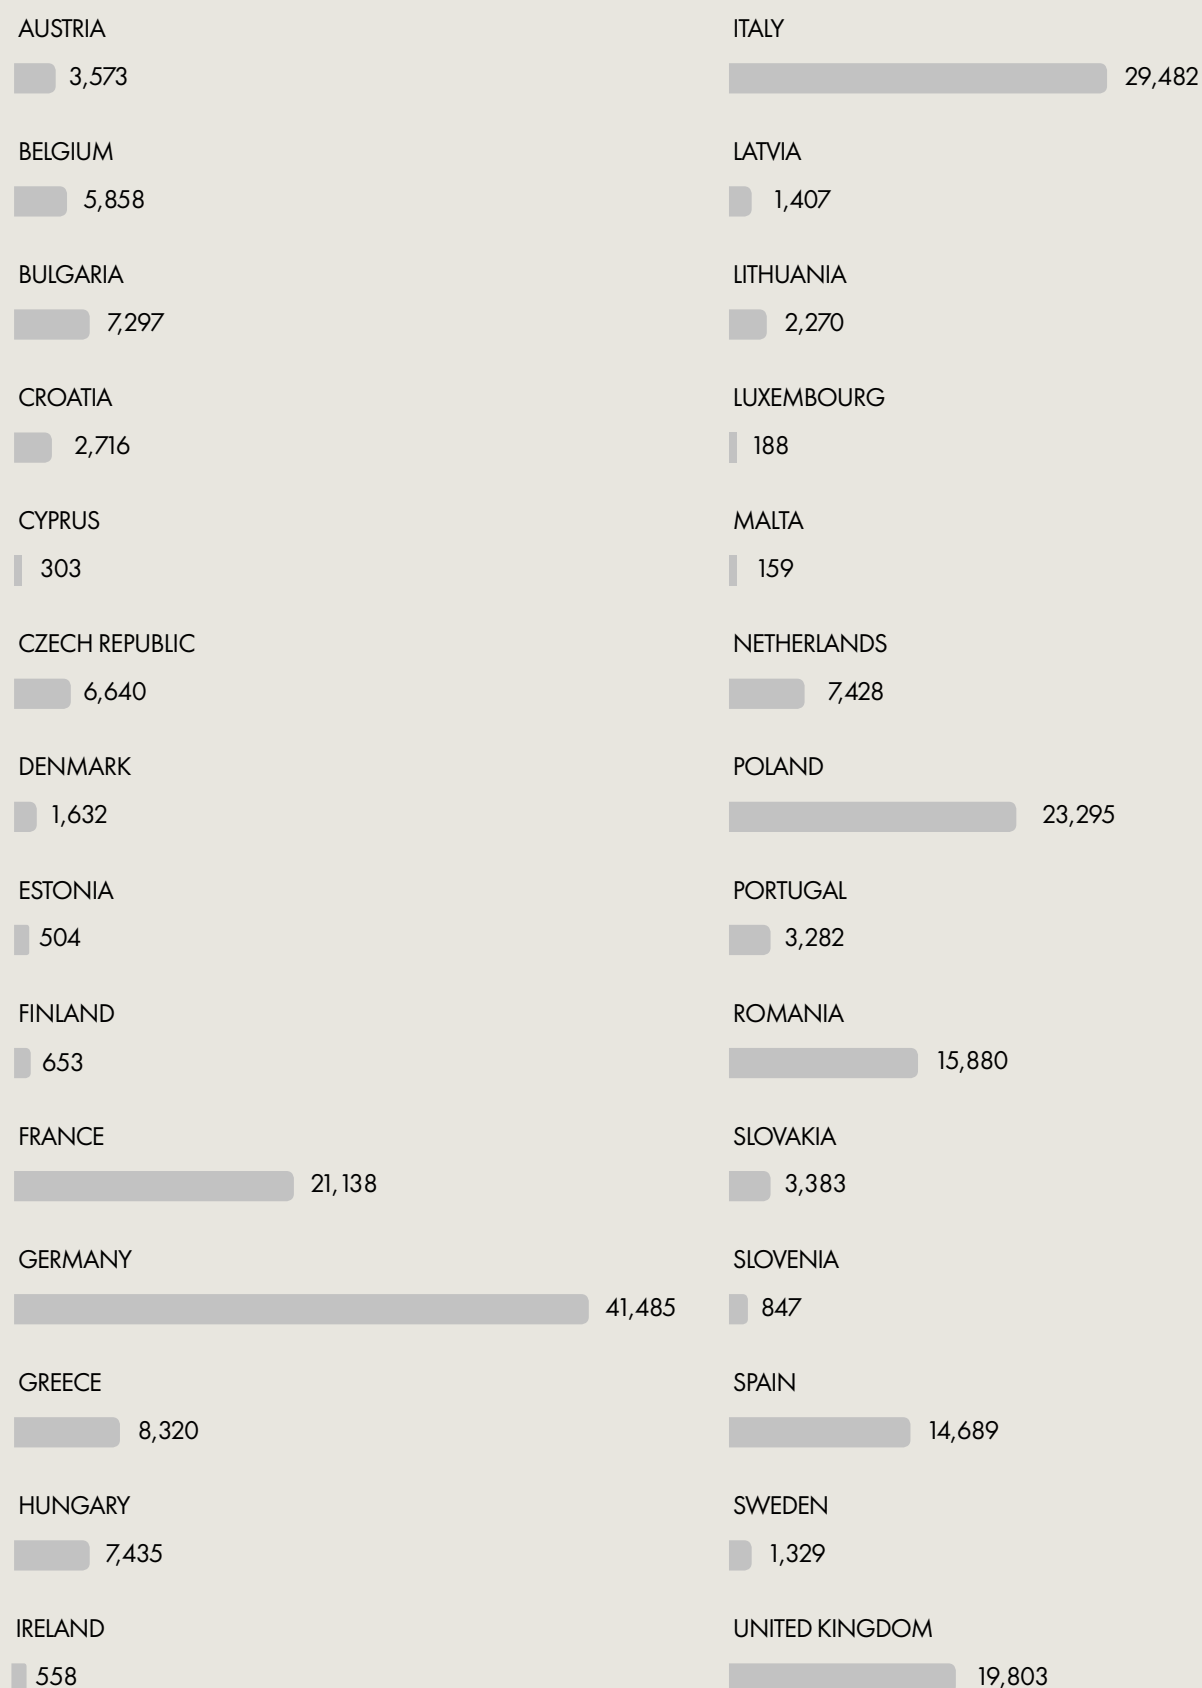 AUSTRIA
3,573
BELGIUM
5,858
BULGARIA
7,297
CROATIA
2,716
CYPRUS
303
CZECH REPUBLIC
6,640
DENMARK
1,632
ESTONIA
504
FINLAND
653
FRANCE
21,138
GERMANY
41,485
GREECE
8,320
HUNGARY
7,435
IRELAND
558
ITALY
29,482
LATVIA
1,407
LITHUANIA
2,270
LUXEMBOURG
188
MALTA
159
NETHERLANDS
7,428
POLAND
23,295
PORTUGAL
3,282
ROMANIA
15,880
SLOVAKIA
3,383
SLOVENIA
847
SPAIN
14,689
SWEDEN
1,329
UNITED KINGDOM
19,803